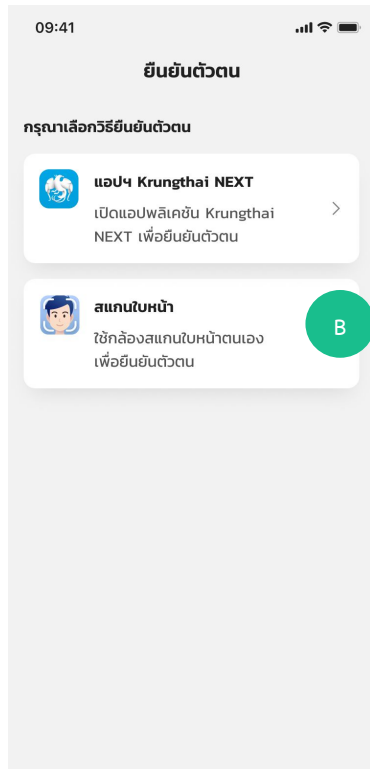 09:41
ยืนยันตัวตน
กรุณาเลือกวิธียืนยันตัวตน
แอปฯ Krungthai NEXT
เปิดแอปพลิเคชัน Krungthai
NEXT เพื่อยืนยันตัวตน
สแกนใบหน้า
ใช้กล้องสแกนใบหน้าตนเอง
เพื่อยืนยันตัวตน
B